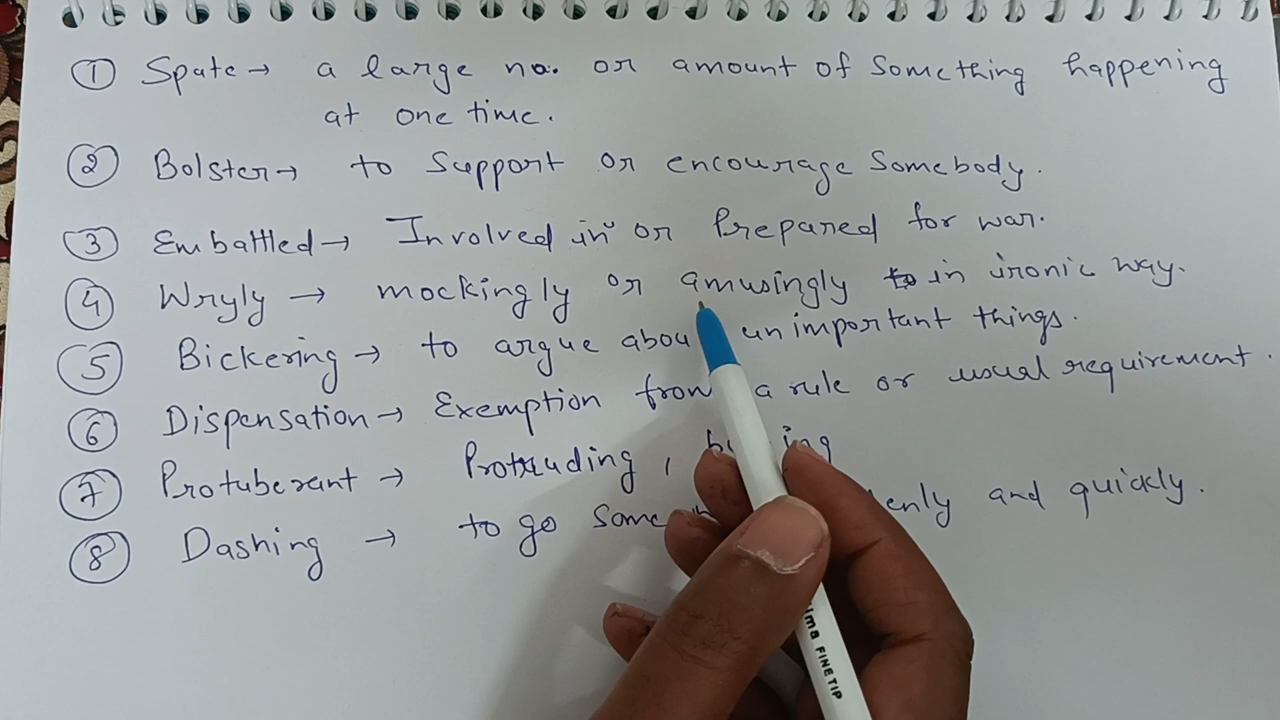 ① Spate→ a large no. or amount of something happening
at one time.
② Bolster→ to support or encourage somebody.
③ Embattled→ Involved in or Prepared for war.
④ Wryly → mockingly or amusingly in ironic way.
⑤ Bickering→ to argue about unimportant things.
⑥ Dispensation→ Exemption from a rule or usual requirement.
⑦ Protuberant → Protruding,
⑧ Dashing → to go and quickly.
FINETIP